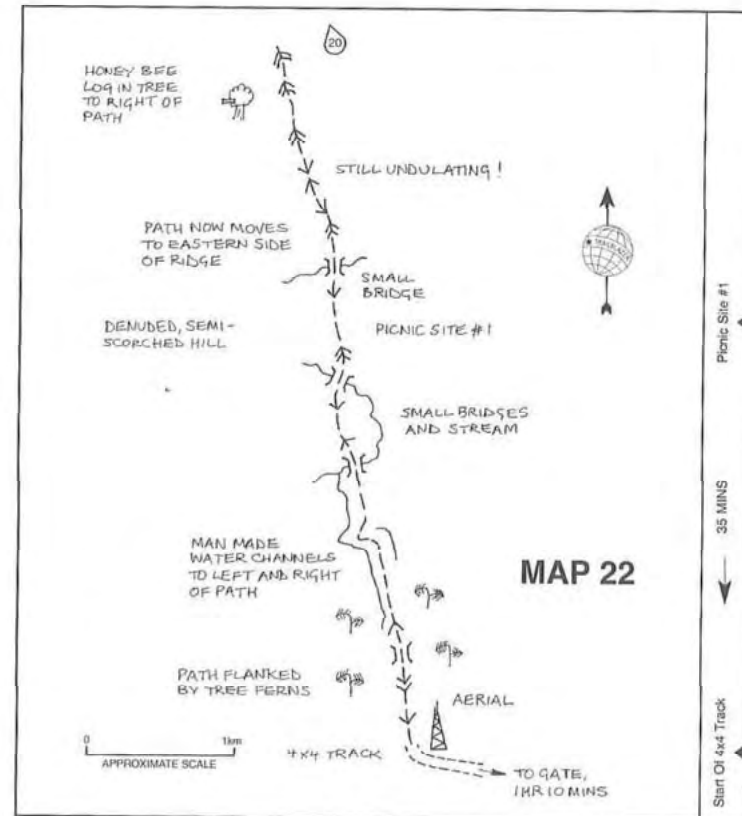 20
HONEY BEE
LOG IN TREE
TO RIGHT OF
PATH
STILL UNDULATING!
PATH NOW MOVES
TO EASTERN SIDE
OF RIDGE
TRAILBLAZER
SMALL
BRIDGE
DENUDED, SEMI-
SCORCHED HILL
PICNIC SITE #1
SMALL BRIDGES
AND STREAM
MAN MADE
WATER CHANNELS
TO LEFT AND RIGHT
OF PATH
MAP 22
PATH FLANKED
BY TREE FERNS
AERIAL
0 1km
APPROXIMATE SCALE
4x4 TRACK
TO GATE,
1HR 10 MINS
Picnic Site #1
35 MINS
Start Of 4x4 Track